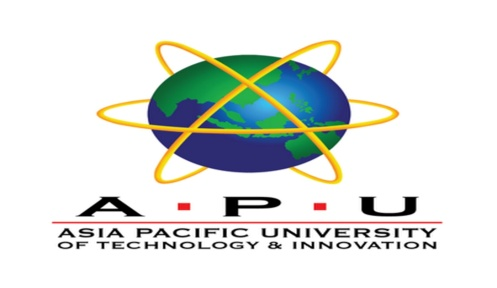 A · P · U
ASIA PACIFIC UNIVERSITY
OF TECHNOLOGY & INNOVATION